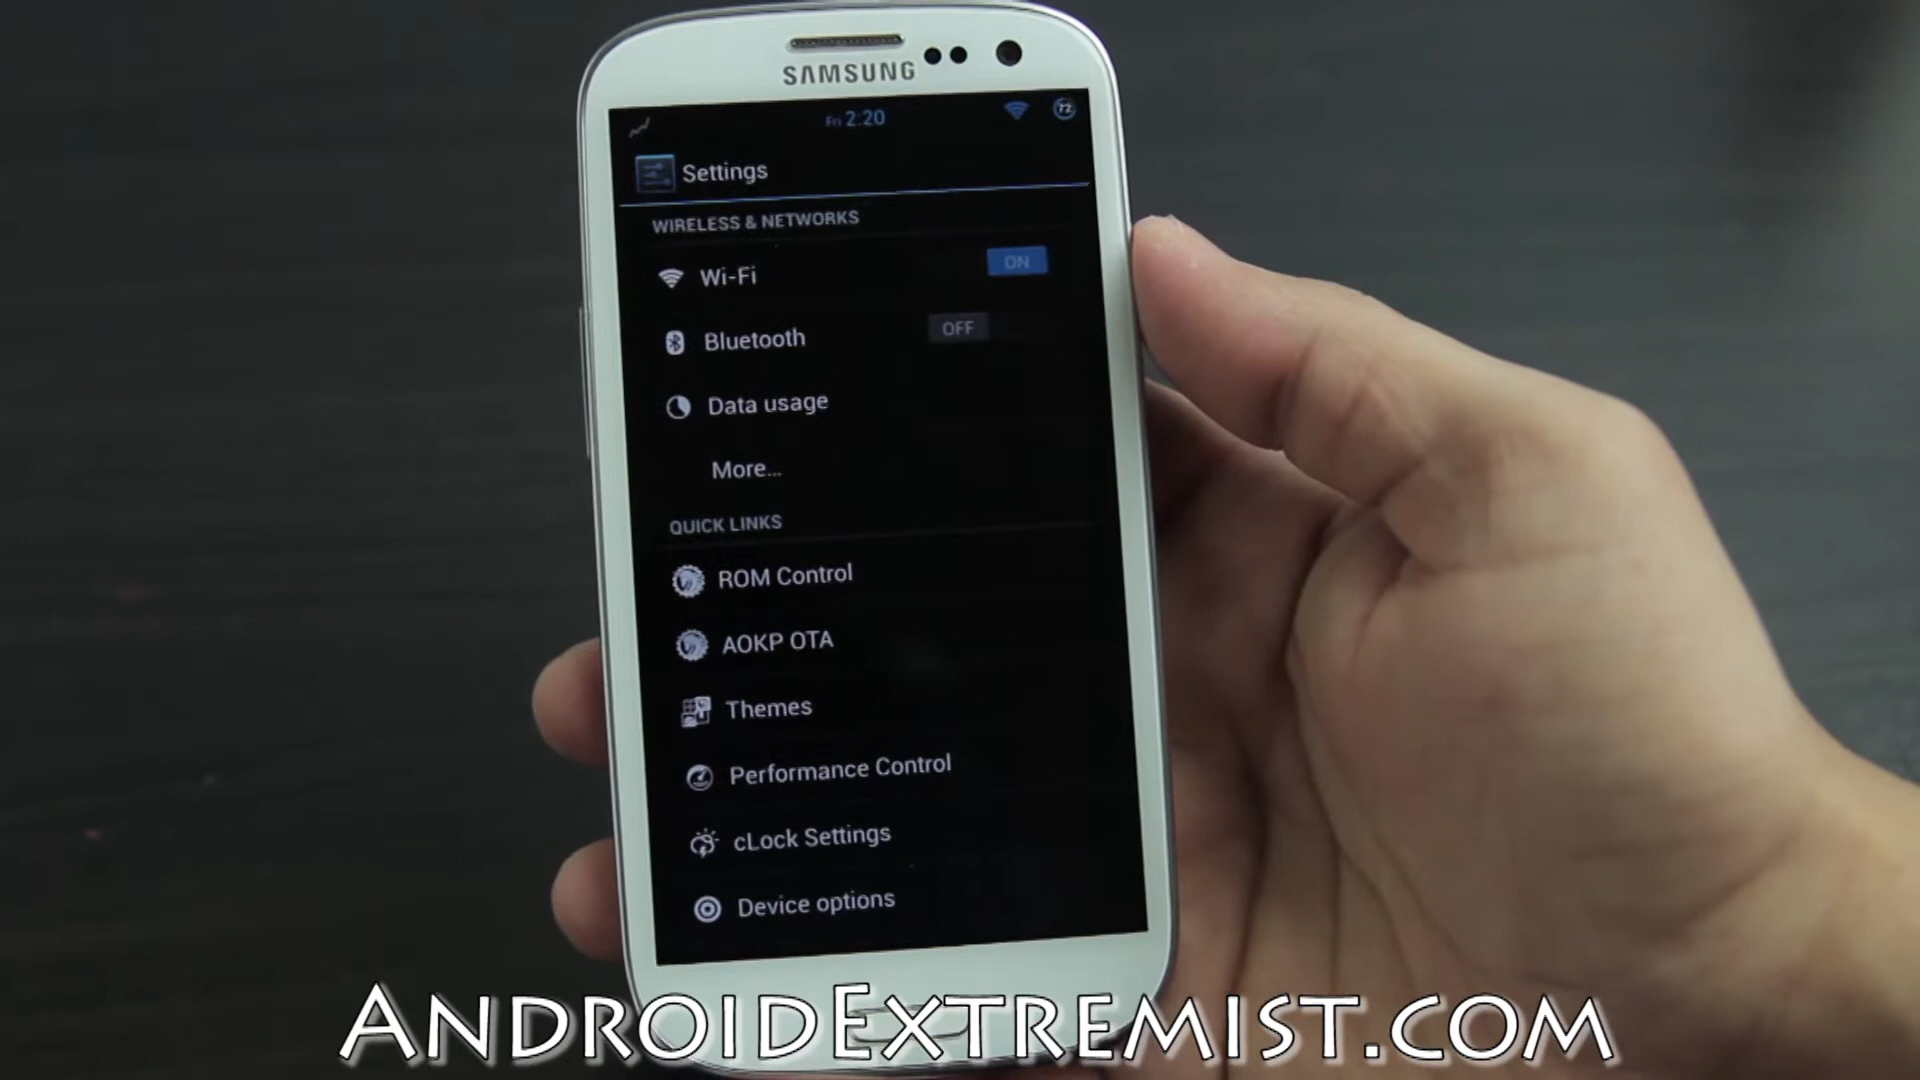 SAMSUNG
Fri 2:20
72
Settings
WIRELESS & NETWORKS
Wi-Fi
ON
Bluetooth
OFF
Data usage
More...
QUICK LINKS
ROM Control
AOKP OTA
Themes
Performance Control
cLock Settings
Device options
ANDROIDEXTREMIST.COM